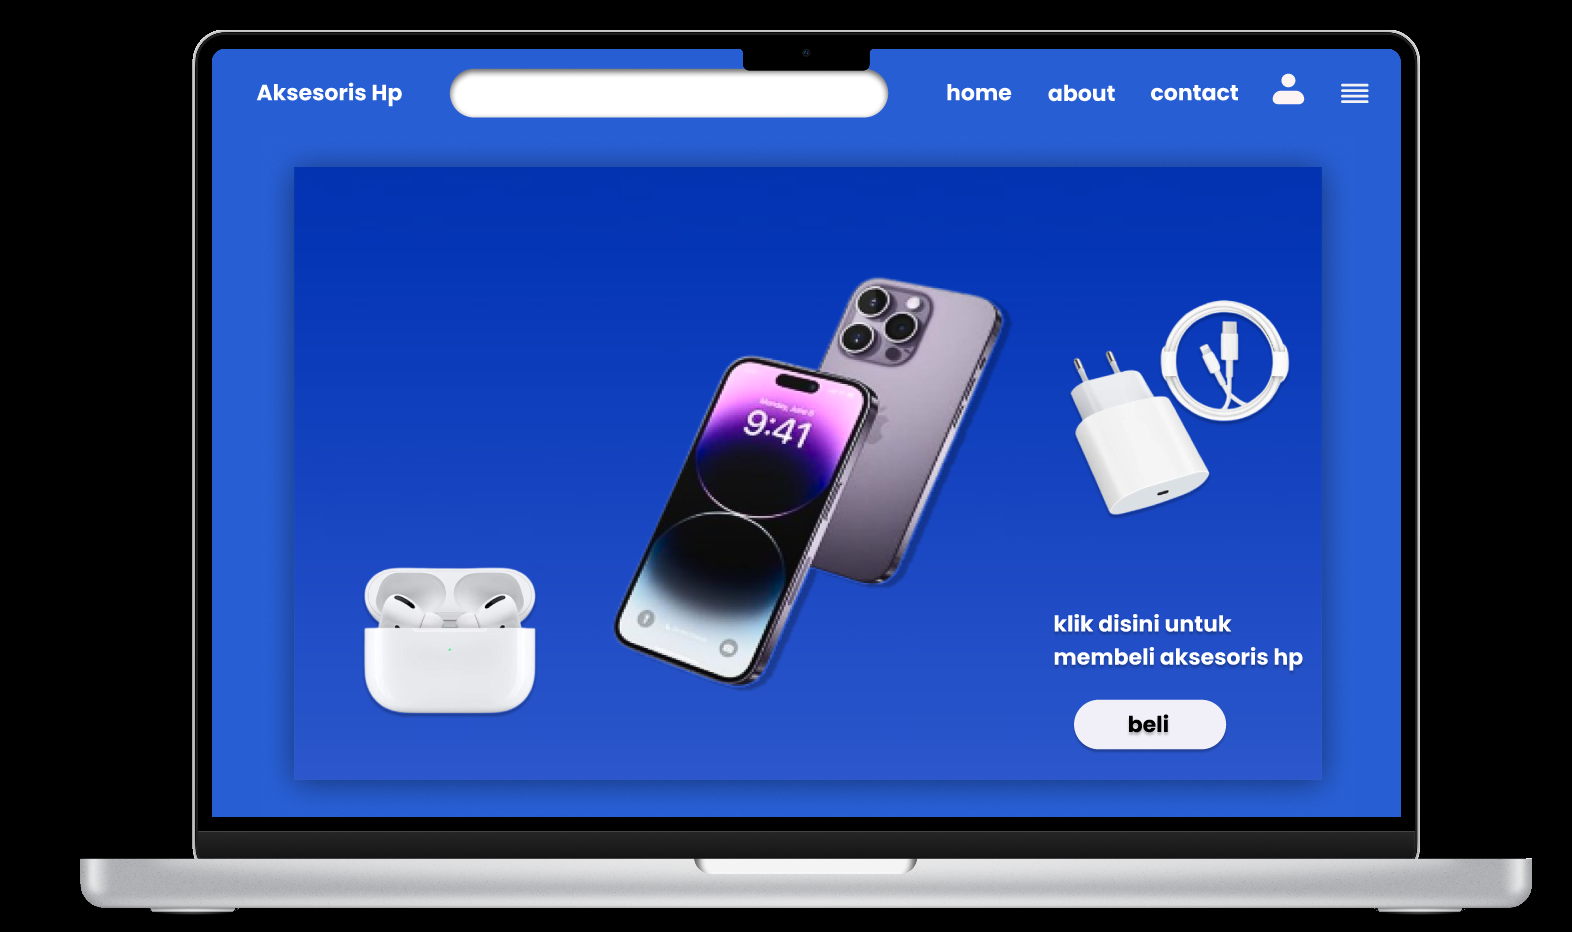 Aksesoris Hp
home
about
contact
9:41
klik disini untuk
membeli aksesoris hp
beli